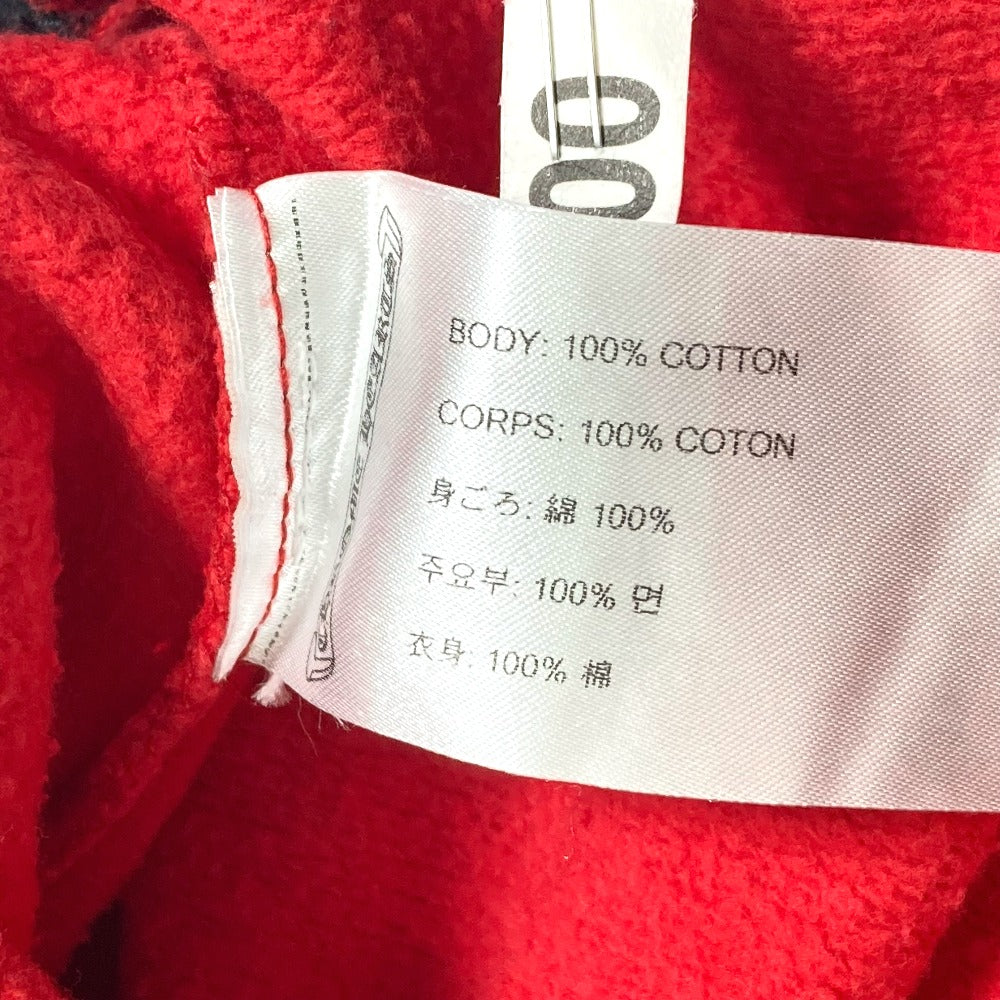 00
BODY: 100% COTTON
CORPS: 100% COTON
身ごろ: 綿 100%
주요부: 100% 면
衣身: 100% 棉